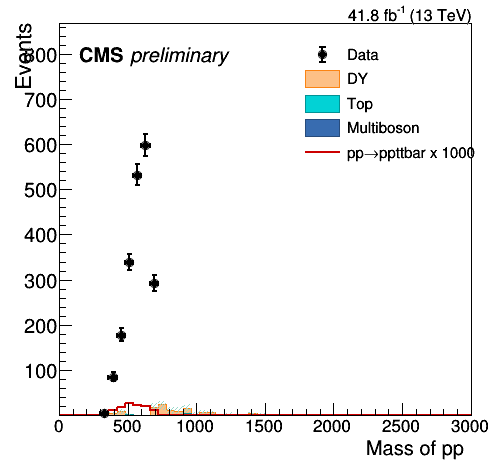 41.8 fb-1 (13 TeV)
Events
CMS preliminary
Data
DY
Top
Multiboson
pp→ppttbar x 1000
800
700
600
500
400
300
200
100
0 500 1000 1500 2000 2500 3000
Mass of pp